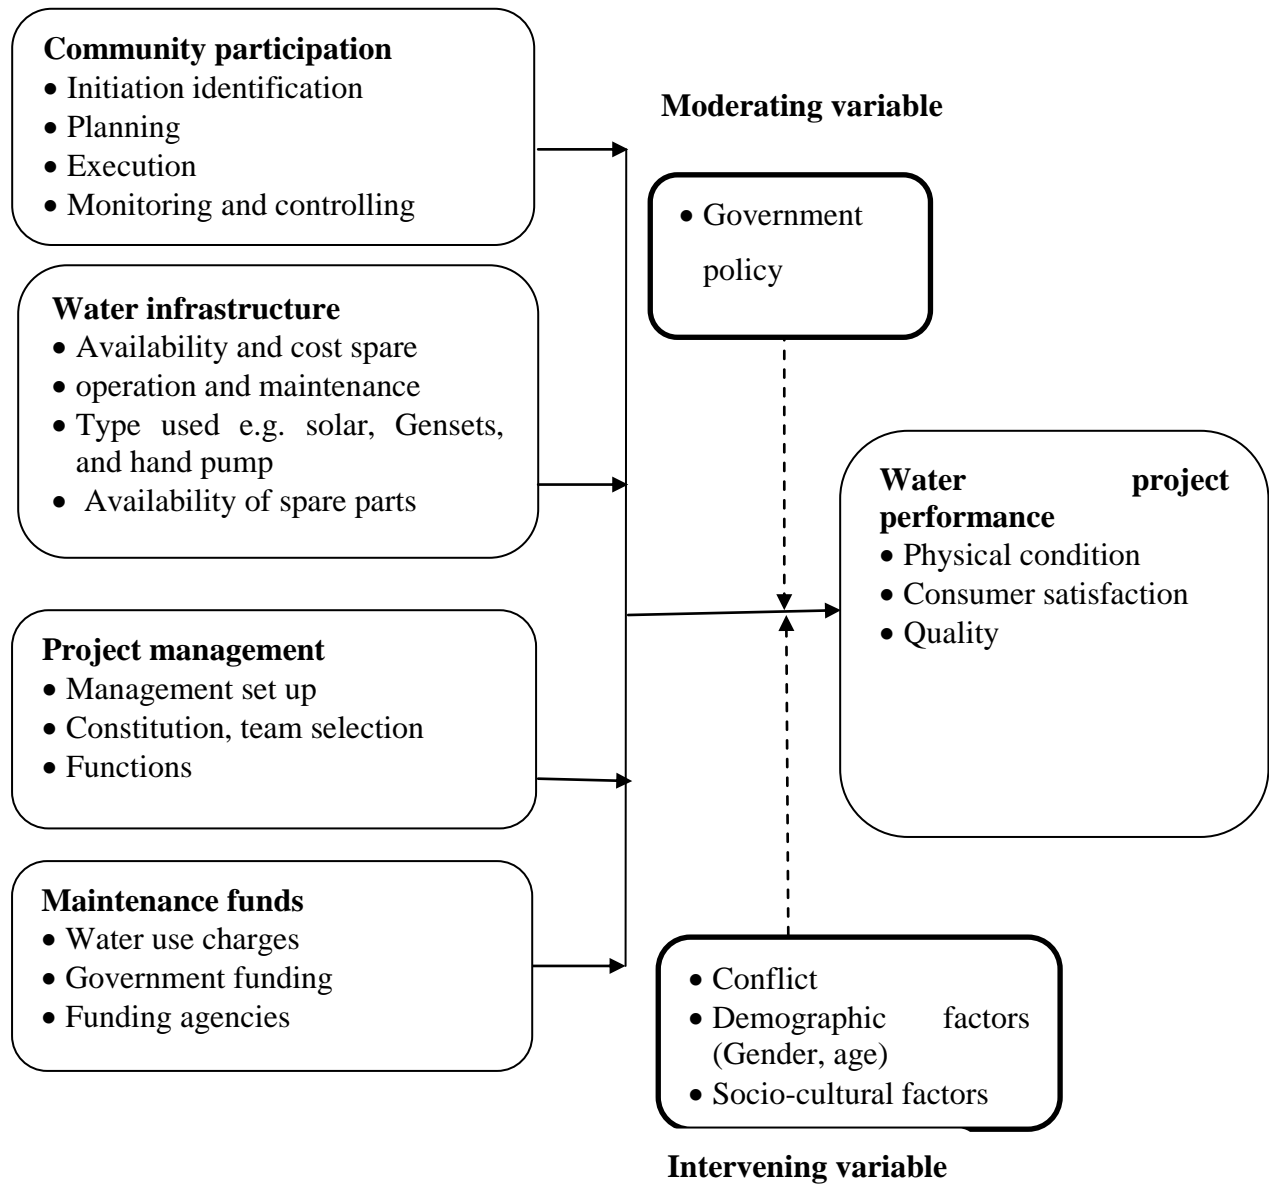 Community participation
• Initiation identification
• Planning
• Execution
• Monitoring and controlling
Water infrastructure
• Availability and cost spare
• operation and maintenance
• Type used e.g. solar, Gensets,
and hand pump
• Availability of spare parts
Project management
• Management set up
• Constitution, team selection
• Functions
Maintenance funds
• Water use charges
• Government funding
• Funding agencies
Moderating variable
• Government
policy
Water project
performance
• Physical condition
• Consumer satisfaction
• Quality
• Conflict
• Demographic factors
(Gender, age)
• Socio-cultural factors
Intervening variable